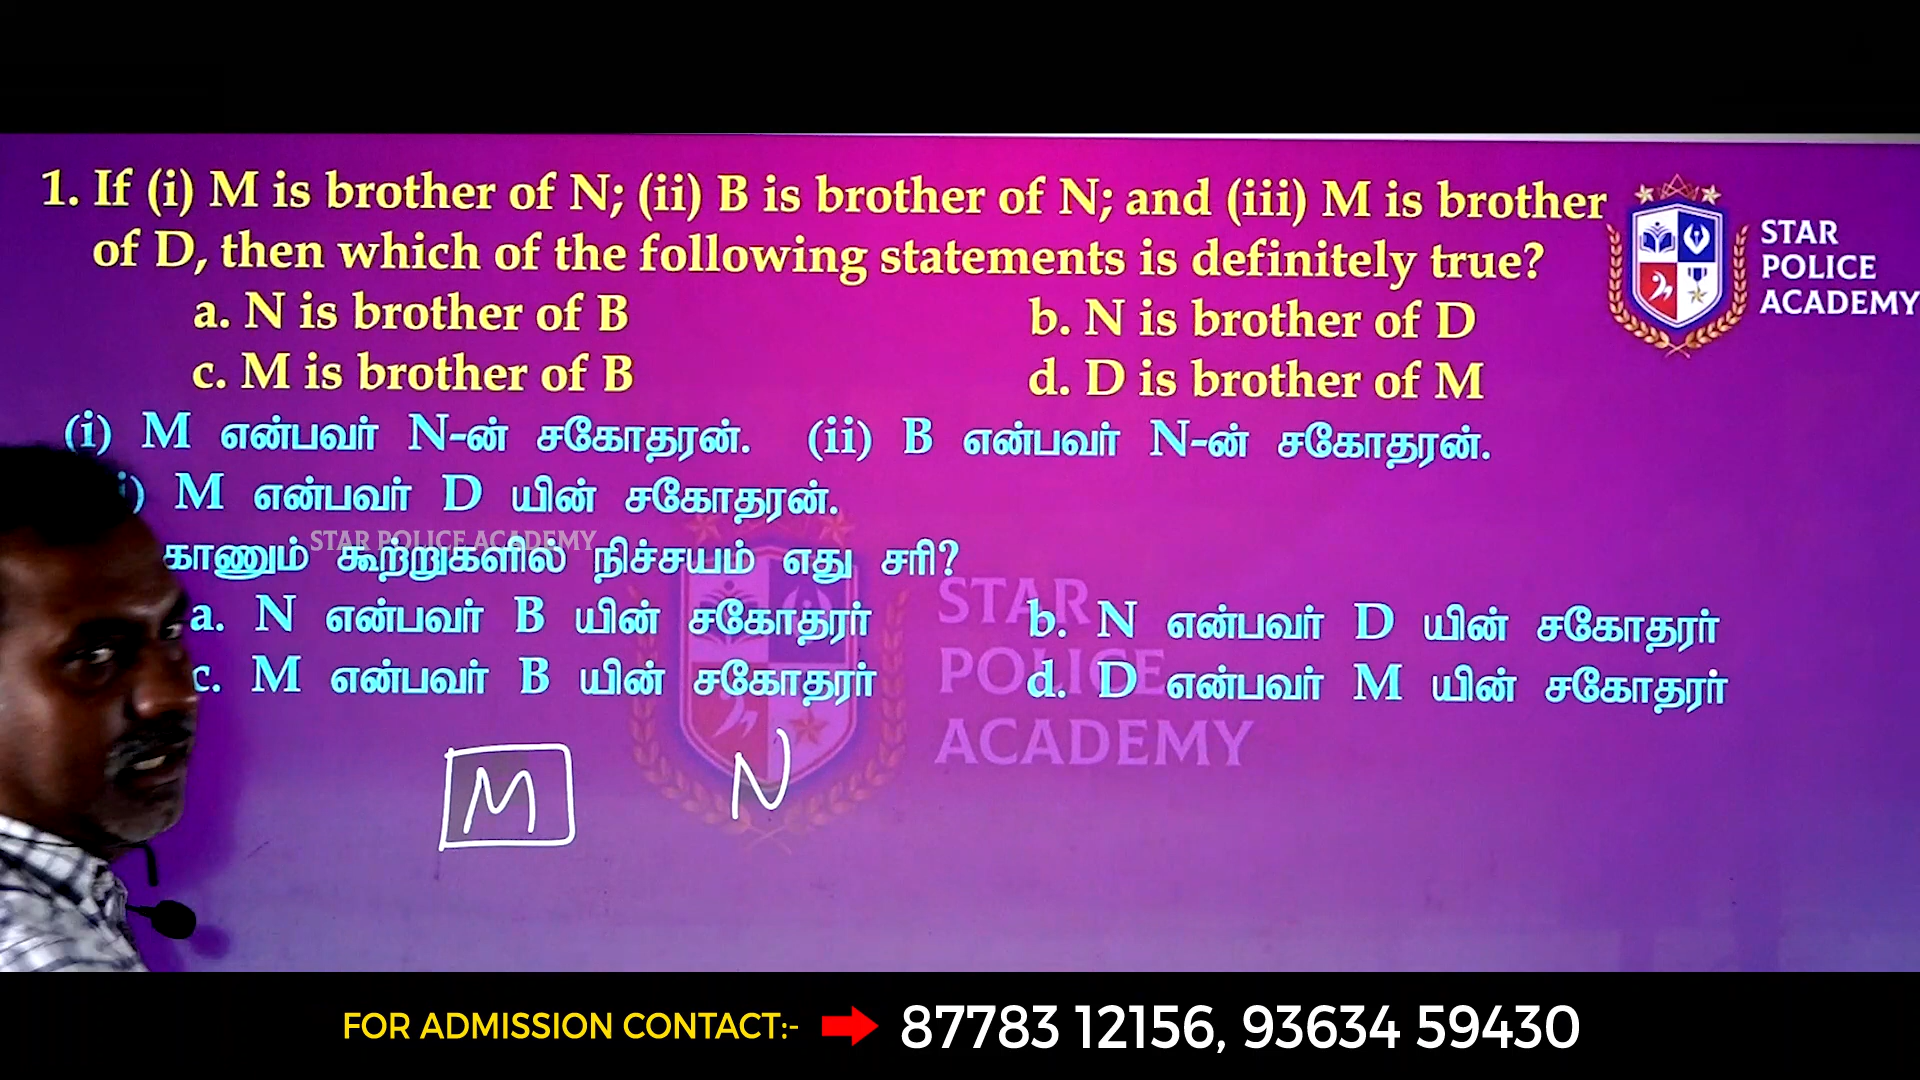 1. If (i) M is brother of N; (ii) B is brother of N; and (iii) M is brother
of D, then which of the following statements is definitely true?
a. N is brother of B b. N is brother of D
c. M is brother of B d. D is brother of M
(i) M என்பவர் N-ன் சகோதரன். (ii) B என்பவர் N-ன் சகோதரன்.
i) M என்பவர் D யின் சகோதரன்.
காணும் கூற்றுகளில் நிச்சயம் எது சரி?
a. N என்பவர் B யின் சகோதரர் b. N என்பவர் D யின் சகோதரர்
c. M என்பவர் B யின் சகோதரர் d. D என்பவர் M யின் சகோதரர்
M N
STAR
POLICE
ACADEMY
STAR POLICE ACADEMY
STAR
POLICE
ACADEMY
FOR ADMISSION CONTACT:- 87783 12156, 93634 59430